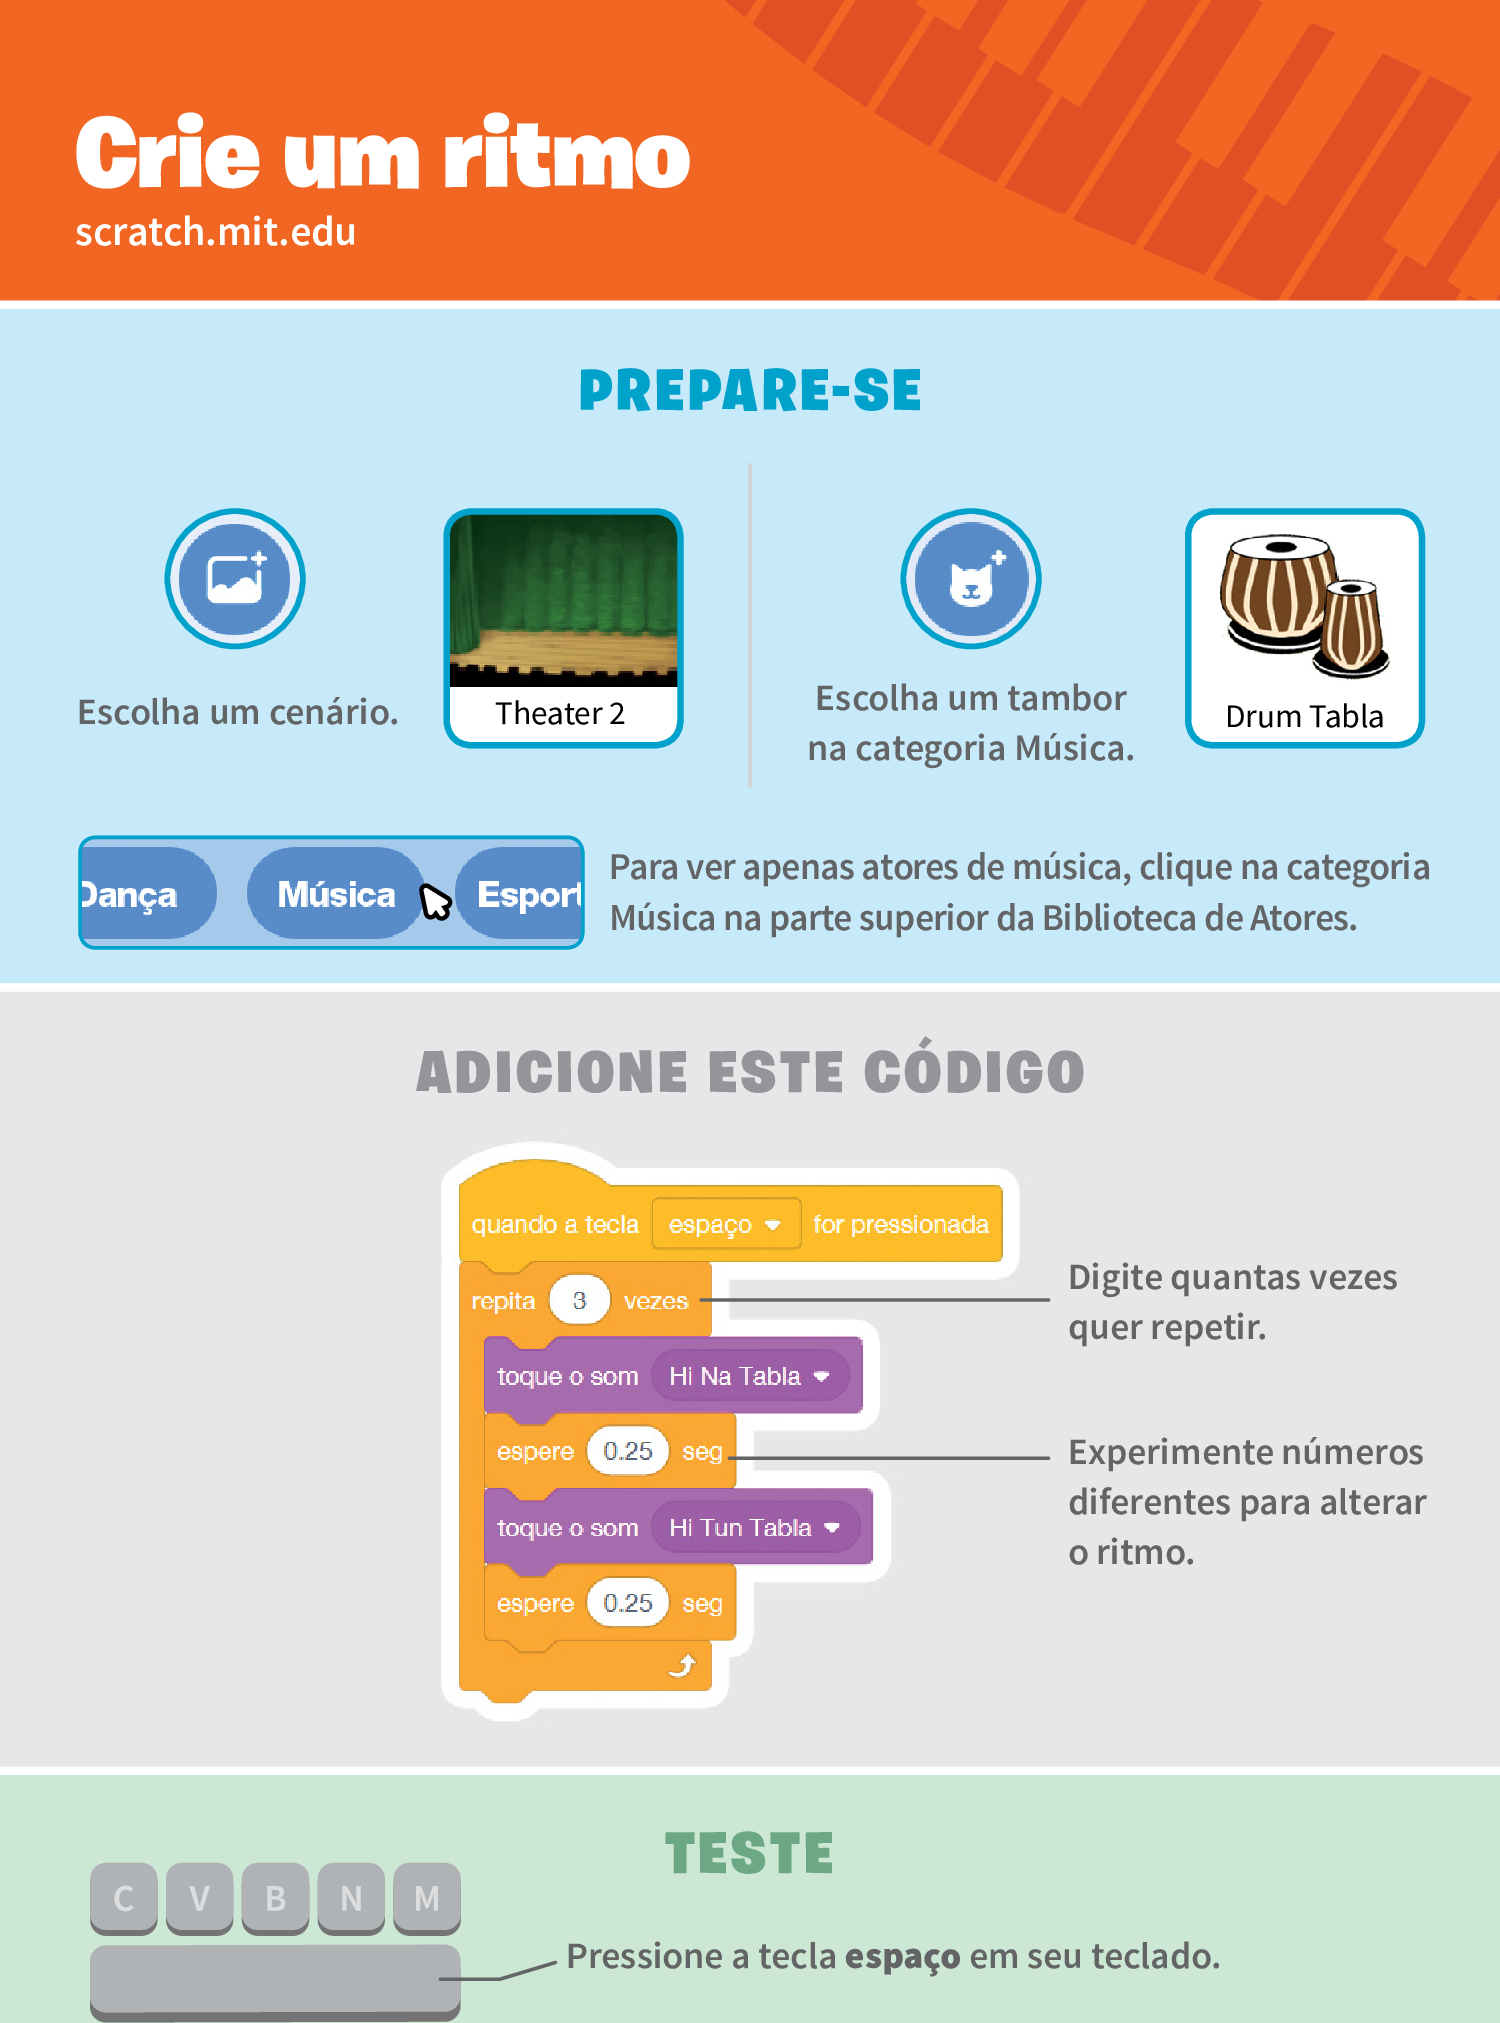 Crie um ritmo
scratch.mit.edu
PREPARE-SE
Escolha um cenário.
Theater 2
Escolha um tambor
na categoria Música.
Drum Tabla
Dança Música Esport
Para ver apenas atores de música, clique na categoria
Música na parte superior da Biblioteca de Atores.
ADICIONE ESTE CÓDIGO
quando a tecla espaço for pressionada
repita 3 vezes
Digite quantas vezes
quer repetir.
toque o som Hi Na Tabla
espere 0.25 seg
Experimente números
diferentes para alterar
o ritmo.
toque o som Hi Tun Tabla
espere 0.25 seg
TESTE
C V B N M
Pressione a tecla espaço em seu teclado.